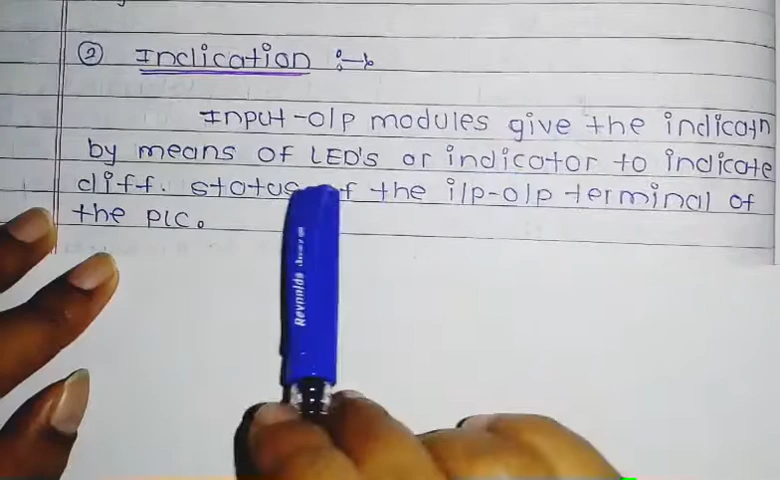 ② Indication :→
Input-o/p modules give the indicatn
by means of LED's or indicator to indicate
diff. status of the i/p-o/p terminal of
the PLC.
Reynolds